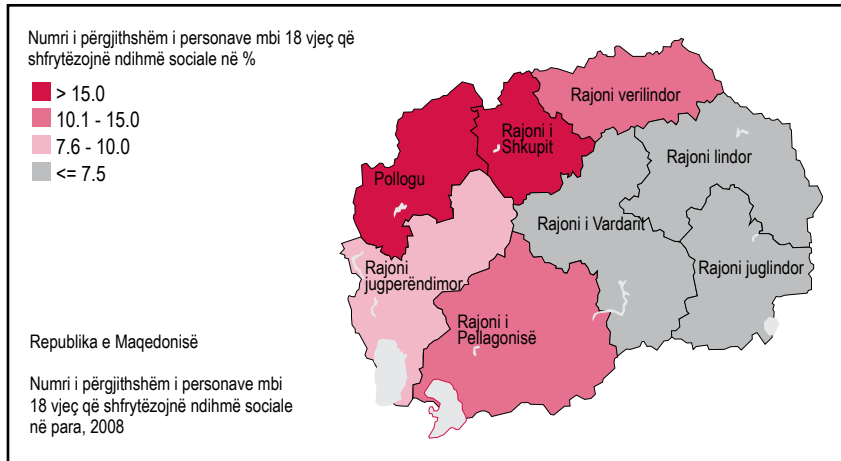 Numri i përgjithshëm i personave mbi 18 vjeç që
shfrytëzojnë ndihmë sociale në %
> 15.0
10.1 - 15.0
7.6 - 10.0
<= 7.5
Rajoni verilindor
Rajoni i
Shkupit
Rajoni lindor
Pollogu
Rajoni i Vardarit
Rajoni
jugperëndimor
Rajoni juglindor
Rajoni i
Pellagonisë
Republika e Maqedonisë
Numri i përgjithshëm i personave mbi
18 vjeç që shfrytëzojnë ndihmë sociale
në para, 2008